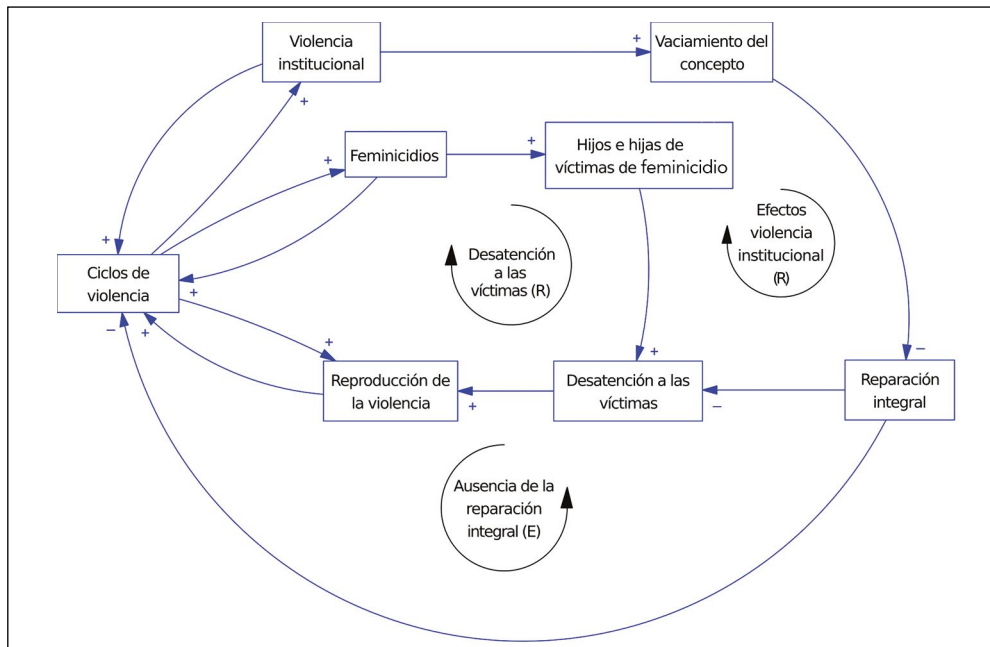 Violencia
institucional
+
Vaciamiento del
concepto
+
Feminicidios
+
+
Hijos e hijas de
víctimas de feminicidio
Efectos
violencia
institucional
(R)
Desatención
a las
víctimas (R)
+
Ciclos de
violencia
+
−
+
+
+
−
Reproducción de
la violencia
+
Desatención a las
víctimas
−
Reparación
integral
Ausencia de la
reparación
integral (E)